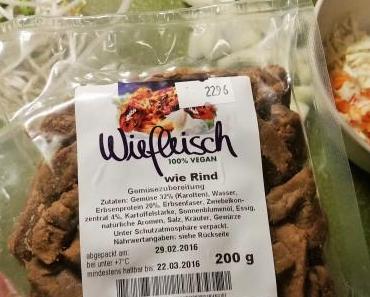 2296
Wiefleisch
100% VEGAN
wie Rind
Gemüsezubereitung
Zutaten: Gemüse 32% (Karotten), Wasser,
Erbsenprotein 20%, Erbsenfaser, Zwiebelkon-
zentrat 4%, Kartoffelstärke, Sonnenblumenöl, Essig,
natürliche Aromen, Salz, Kräuter, Gewürze
Unter Schutzatmosphäre verpackt.
Nährwertangaben: siehe Rückseite
abgepackt am: 29.02.2016
bei unter +7°C
mindestens haltbar bis: 22.03.2016 200 g